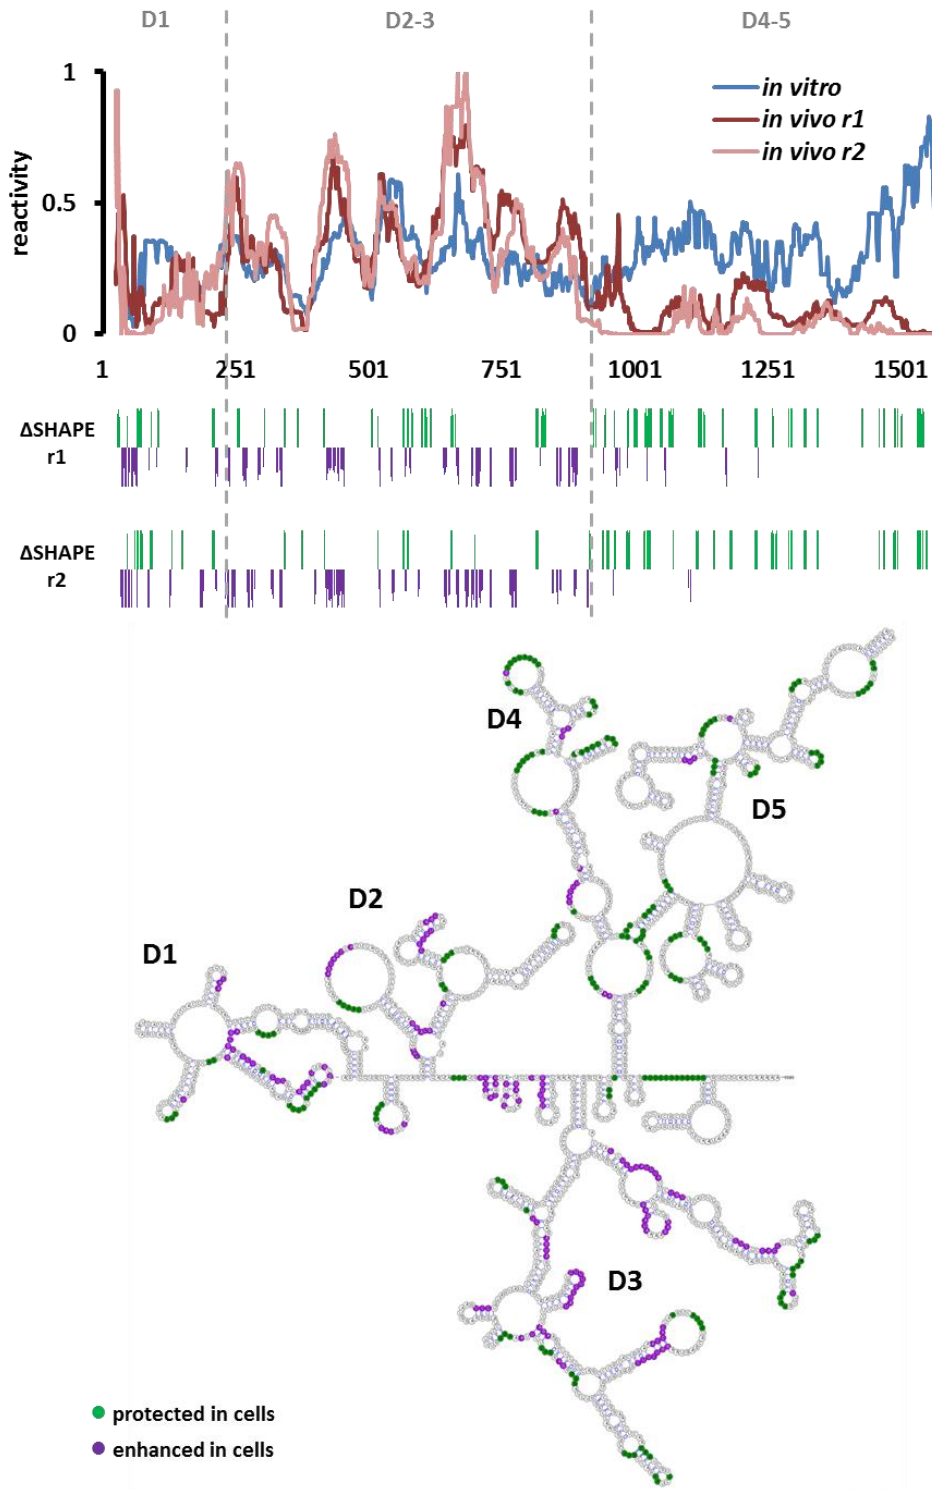 D1 D2-3 D4-5
1
in vitro
in vivo r1
in vivo r2
reactivity
0.5
0
1 251 501 751 1001 1251 1501
ΔSHAPE
r1
ΔSHAPE
r2
D4
D5
D2
D1
D3
protected in cells
enhanced in cells